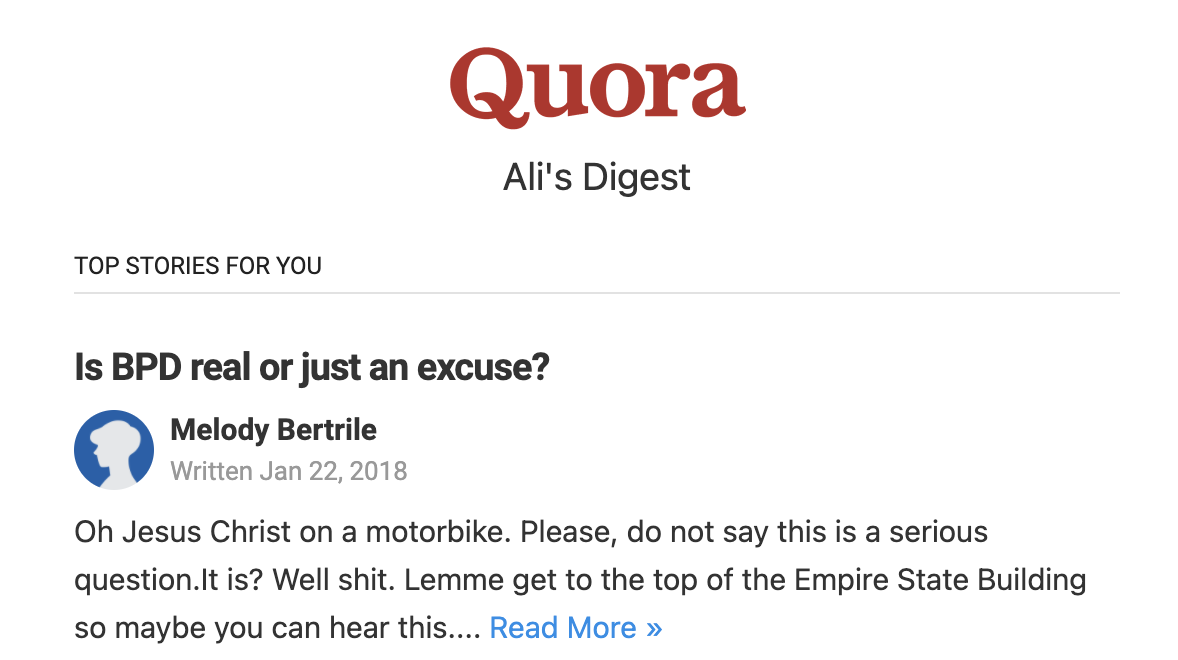 Quora
Ali's Digest
TOP STORIES FOR YOU
Is BPD real or just an excuse?
Melody Bertrile
Written Jan 22, 2018
Oh Jesus Christ on a motorbike. Please, do not say this is a serious
question.It is? Well shit. Lemme get to the top of the Empire State Building
so maybe you can hear this.... Read More »